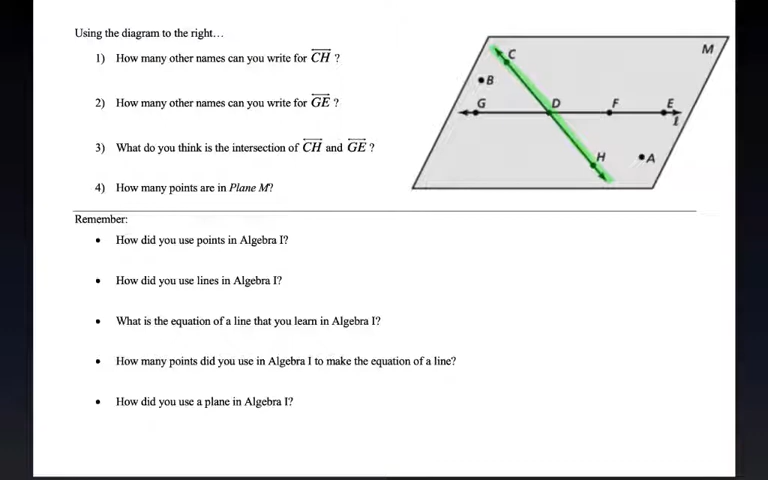 Using the diagram to the right…
1) How many other names can you write for CH ?
2) How many other names can you write for GE ?
3) What do you think is the intersection of CH and GE ?
4) How many points are in Plane M?
C
M
B
G
D
F
E
l
H
A
Remember:
• How did you use points in Algebra I?
• How did you use lines in Algebra I?
• What is the equation of a line that you learn in Algebra I?
• How many points did you use in Algebra I to make the equation of a line?
• How did you use a plane in Algebra I?